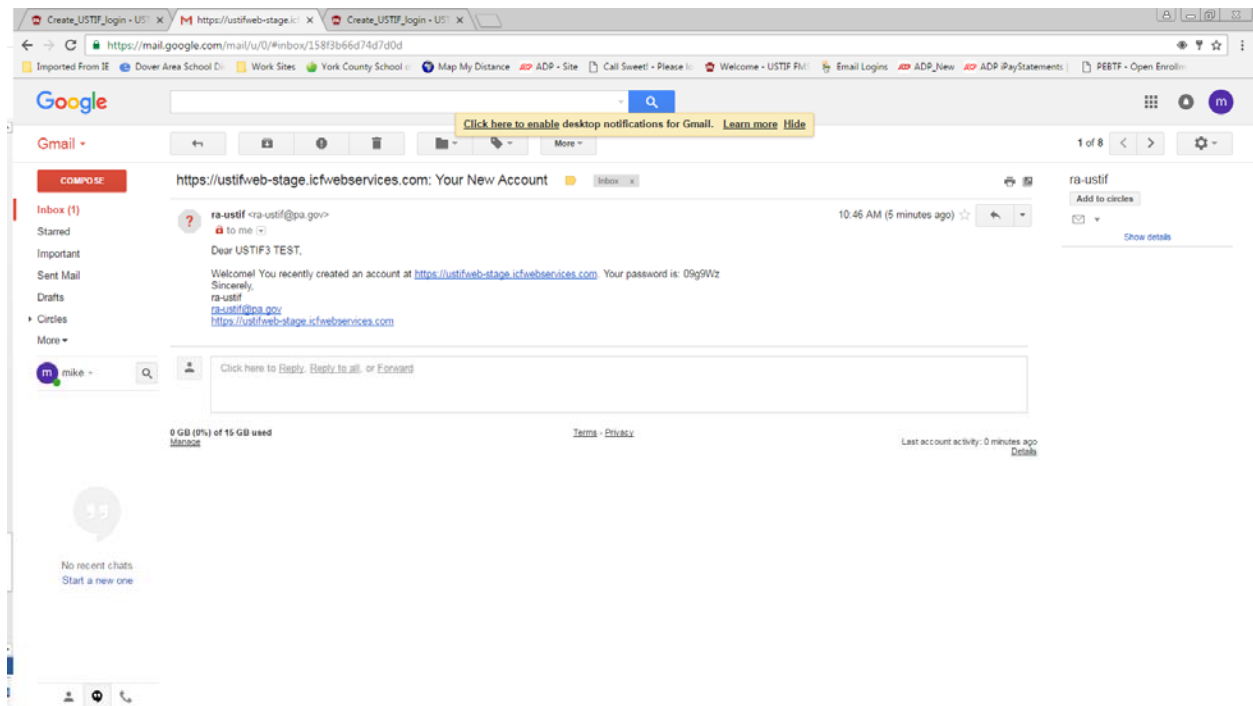 Create_USTIF_login - UST
https://ustifweb-stage.ic
Create_USTIF_login - UST
https://mail.google.com/mail/u/0/#inbox/158f3b66d74d7d0d
Imported From IE Dover Area School Di Work Sites York County School Map My Distance ADP - Site Call Sweet! - Please lo Welcome - USTIF FM Email Logins ADP_New ADP iPayStatements PEBTF - Open Enrollm
Google
m
Click here to enable desktop notifications for Gmail. Learn more Hide
Gmail
More
1 of 8
COMPOSE
https://ustifweb-stage.icfwebservices.com: Your New Account
Inbox x
ra-ustif
Add to circles
Show details
Inbox (1)
Starred
Important
Sent Mail
Drafts
Circles
More
m mike
ra-ustif <ra-ustif@pa.gov>
10:46 AM (5 minutes ago)
to me
Dear USTIF3 TEST,
Welcome! You recently created an account at https://ustifweb-stage.icfwebservices.com. Your password is: 09g9Wz
Sincerely,
ra-ustif
ra-ustif@pa.gov
https://ustifweb-stage.icfwebservices.com
Click here to Reply, Reply to all, or Forward
0 GB (0%) of 15 GB used
Manage
Terms - Privacy
Last account activity: 0 minutes ago
Details
No recent chats
Start a new one